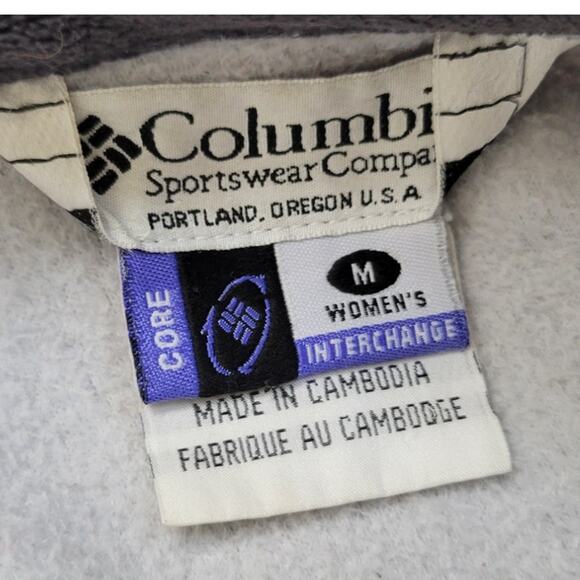 Columbi
Sportswear Compa
PORTLAND, OREGON U.S.A
CORE
M
WOMEN'S
INTERCHANGE
MADE IN CAMBODIA
FABRIQUE AU CAMBODGE